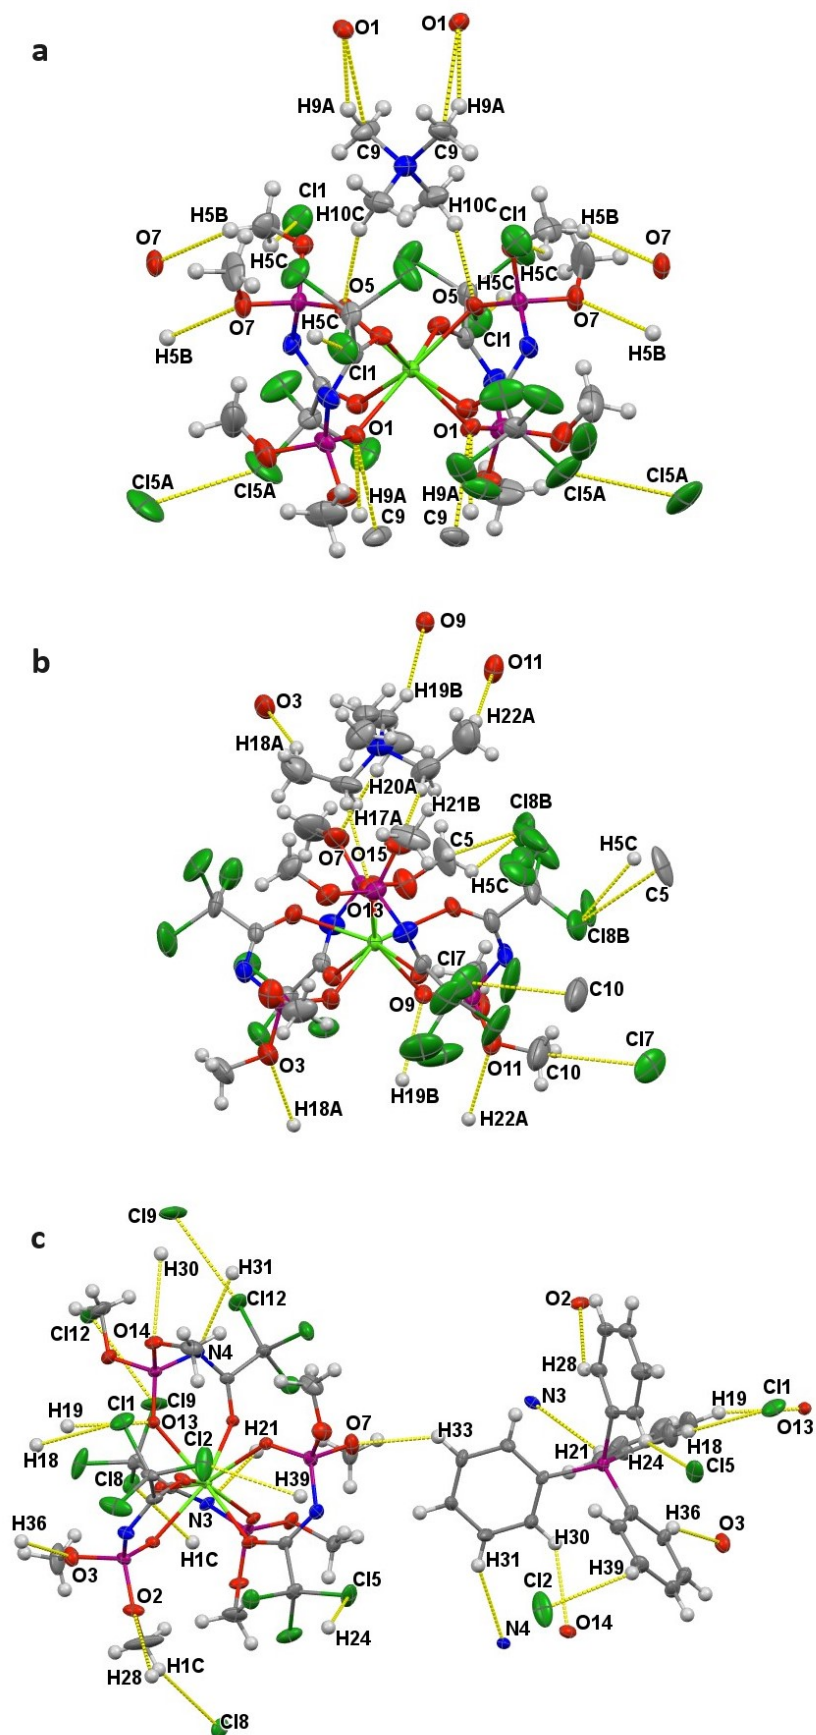 a
O1 O1
H9A H9A
C9 C9
Cl1 H10C H10C Cl1
H5B H5B
O7 O7
H5C H5C H5C
O5 O5
O7 H5C Cl1 O7
H5B Cl1 H5B
O1 O1
Cl5A Cl5A H9A H9A Cl5A Cl5A
C9 C9
b
O9
O11
O3 H19B
H18A H22A
H20A
H17A H21B Cl8B
O7 O15 C5 H5C
H5C C5
O13 Cl8B
Cl7
O9 C10
O3 O11 C10 Cl7
H18A H19B H22A
c
Cl9
H30 H31
Cl12
Cl12 O14 N4
O2
H28
H19 Cl1 Cl9 N3 H19 Cl1
O13 H21 O7 H33 O13
H18 Cl2 H21 H18
H24
Cl8 H39 Cl5
N3
H36 H1C H36
O3 H30 O3
H31 H39
O2 Cl5 Cl2
H24 N4 O14
H28 H1C
Cl8